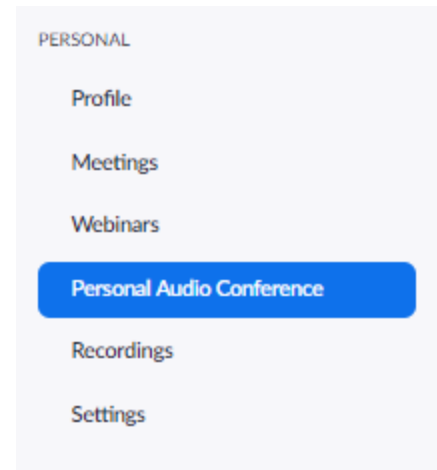 PERSONAL
Profile
Meetings
Webinars
Personal Audio Conference
Recordings
Settings